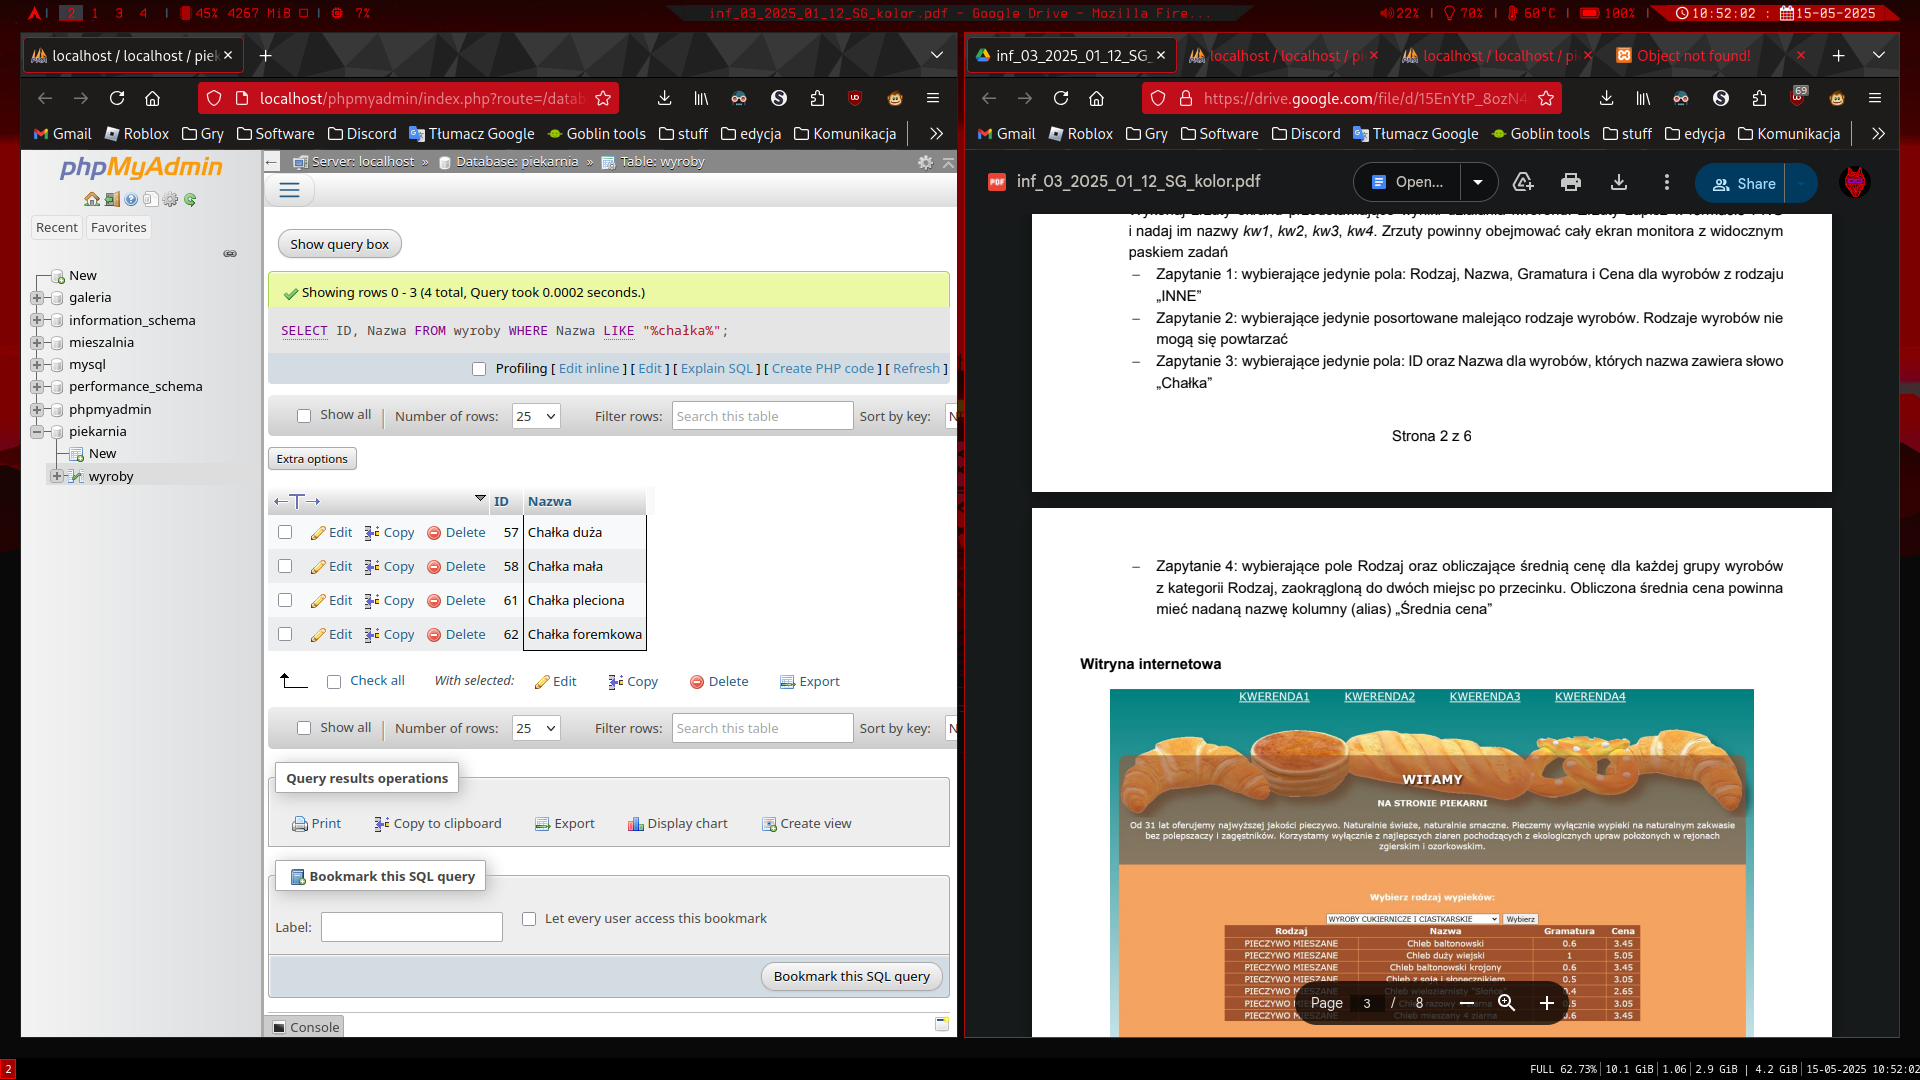 2 1 3 4 45% 4267 MiB 7%
inf_03_2025_01_12_SG_kolor.pdf - Google Drive - Mozilla Fire...
22% 70% 60°C 100% 10:52:02 : 15-05-2025
localhost / localhost / piek
localhost/phpmyadmin/index.php?route=/datab
Gmail Roblox Gry Software Discord Tłumacz Google Goblin tools stuff edycja Komunikacja
phpMyAdmin
Recent Favorites
New
galeria
information_schema
mieszalnia
mysql
performance_schema
phpmyadmin
piekarnia
New
wyroby
Server: localhost » Database: piekarnia » Table: wyroby
Show query box
Showing rows 0 - 3 (4 total, Query took 0.0002 seconds.)
SELECT ID, Nazwa FROM wyroby WHERE Nazwa LIKE "%chałka%";
Profiling [ Edit inline ] [ Edit ] [ Explain SQL ] [ Create PHP code ] [ Refresh ]
Show all Number of rows: 25 Filter rows: Search this table Sort by key: N
Extra options
ID Nazwa
Edit Copy Delete 57 Chałka duża
Edit Copy Delete 58 Chałka mała
Edit Copy Delete 61 Chałka pleciona
Edit Copy Delete 62 Chałka foremkowa
Check all With selected: Edit Copy Delete Export
Show all Number of rows: 25 Filter rows: Search this table Sort by key: N
Query results operations
Print Copy to clipboard Export Display chart Create view
Bookmark this SQL query
Label: Let every user access this bookmark
Bookmark this SQL query
Console
inf_03_2025_01_12_SG_ localhost / localhost / pi localhost / localhost / pi Object not found!
https://drive.google.com/file/d/15EnYtP_8ozN4 69
Gmail Roblox Gry Software Discord Tłumacz Google Goblin tools stuff edycja Komunikacja
PDF inf_03_2025_01_12_SG_kolor.pdf Open... Share
i nadaj im nazwy kw1, kw2, kw3, kw4. Zrzuty powinny obejmować cały ekran monitora z widocznym
paskiem zadań
– Zapytanie 1: wybierające jedynie pola: Rodzaj, Nazwa, Gramatura i Cena dla wyrobów z rodzaju
„INNE”
– Zapytanie 2: wybierające jedynie posortowane malejąco rodzaje wyrobów. Rodzaje wyrobów nie
mogą się powtarzać
– Zapytanie 3: wybierające jedynie pola: ID oraz Nazwa dla wyrobów, których nazwa zawiera słowo
„Chałka”
Strona 2 z 6
– Zapytanie 4: wybierające pole Rodzaj oraz obliczające średnią cenę dla każdej grupy wyrobów
z kategorii Rodzaj, zaokrągloną do dwóch miejsc po przecinku. Obliczona średnia cena powinna
mieć nadaną nazwę kolumny (alias) „Średnia cena”
Witryna internetowa
KWERENDA1 KWERENDA2 KWERENDA3 KWERENDA4
WITAMY
NA STRONIE PIEKARNI
Od 31 lat oferujemy najwyższej jakości pieczywo. Naturalnie świeże, naturalnie smaczne. Pieczemy wyłącznie wypieki na naturalnym zakwasie
bez polepszaczy i zagęstników. Korzystamy wyłącznie z najlepszych ziaren pochodzących z ekologicznych upraw położonych w rejonach
zgierskim i ozorkowskim.
Wybierz rodzaj wypieków:
WYROBY CUKIERNICZE I CIASTKARSKIE Wybierz
Rodzaj Nazwa Gramatura Cena
PIECZYWO MIESZANE Chleb baltonowski 0.6 3.45
PIECZYWO MIESZANE Chleb duży wiejski 1 5.05
PIECZYWO MIESZANE Chleb baltonowski krojony 0.6 3.45
PIECZYWO MIESZANE Chleb z soją i słonecznikiem 0.5 3.05
PIECZYWO MIESZANE Chleb wieloziarnisty "Słońce" 0.4 2.65
PIECZYWO MIESZANE 3.05
PIECZYWO MIESZANE Chleb mieszany 4 ziarna 0.6 3.45
Page 3 / 8
2 FULL 62.73% 10.1 GiB 1.06 2.9 GiB | 4.2 GiB 15-05-2025 10:52:02